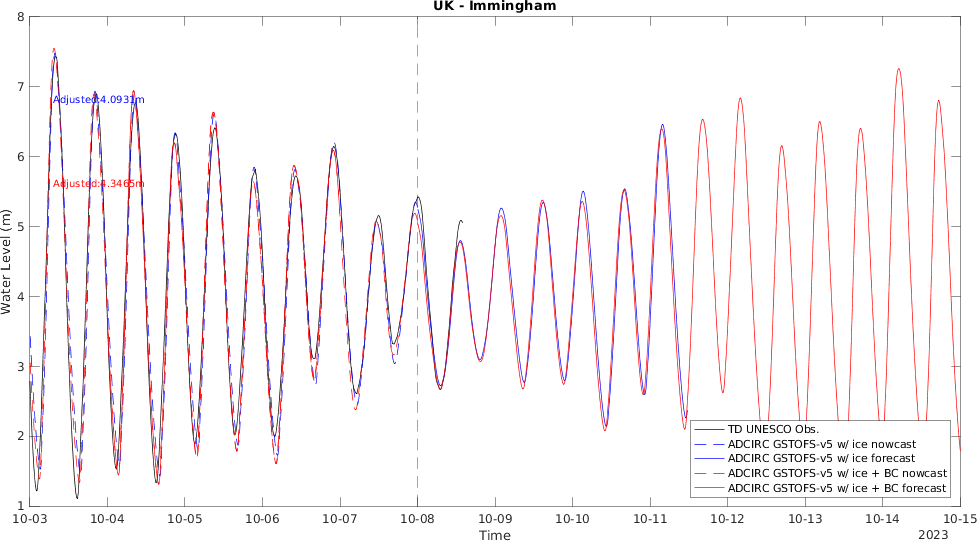 UK - Immingham
8
7
6
5
4
3
2
1
Water Level (m)
Adjusted:4.0931m
Adjusted:4.3465m
TD UNESCO Obs.
ADCIRC GSTOFS-v5 w/ ice nowcast
ADCIRC GSTOFS-v5 w/ ice forecast
ADCIRC GSTOFS-v5 w/ ice + BC nowcast
ADCIRC GSTOFS-v5 w/ ice + BC forecast
10-03 10-04 10-05 10-06 10-07 10-08 10-09 10-10 10-11 10-12 10-13 10-14 10-15
Time
2023